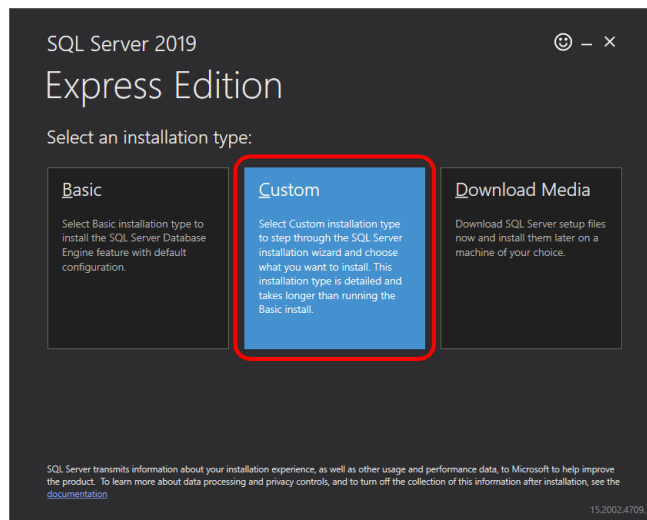 SQL Server 2019
Express Edition
Select an installation type:
Basic
Select Basic installation type to
install the SQL Server Database
Engine feature with default
configuration.
Custom
Select Custom installation type
to step through the SQL Server
installation wizard and choose
what you want to install. This
installation type is detailed and
takes longer than running the
Basic install.
Download Media
Download SQL Server setup files
now and install them later on a
machine of your choice.
SQL Server transmits information about your installation experience, as well as other usage and performance data, to Microsoft to help improve
the product. To learn more about data processing and privacy controls, and to turn off the collection of this information after installation, see the
documentation
15.2002.4709.